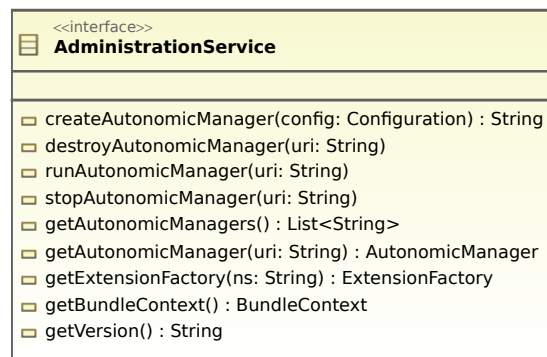 <<interface>>
AdministrationService
createAutonomicManager(config: Configuration) : String
destroyAutonomicManager(uri: String)
runAutonomicManager(uri: String)
stopAutonomicManager(uri: String)
getAutonomicManagers() : List<String>
getAutonomicManager(uri: String) : AutonomicManager
getExtensionFactory(ns: String) : ExtensionFactory
getBundleContext() : BundleContext
getVersion() : String